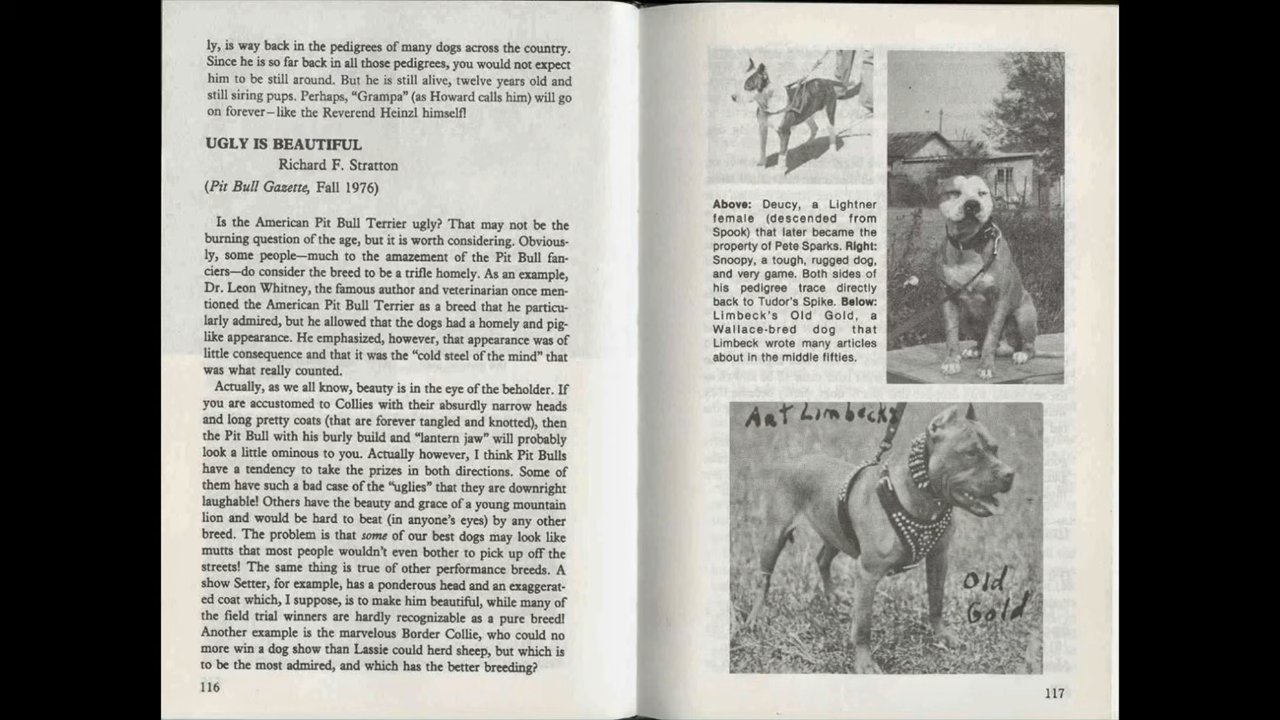 ly, is way back in the pedigrees of many dogs across the country.
Since he is so far back in all those pedigrees, you would not expect
him to be still around. But he is still alive, twelve years old and
still siring pups. Perhaps, “Grampa” (as Howard calls him) will go
on forever—like the Reverend Heinzl himself!
UGLY IS BEAUTIFUL
Richard F. Stratton
(Pit Bull Gazette, Fall 1976)
Is the American Pit Bull Terrier ugly? That may not be the
burning question of the age, but it is worth considering. Obvious-
ly, some people—much to the amazement of the Pit Bull fan-
ciers—do consider the breed to be a trifle homely. As an example,
Dr. Leon Whitney, the famous author and veterinarian once men-
tioned the American Pit Bull Terrier as a breed that he particu-
larly admired, but he allowed that the dogs had a homely and pig-
like appearance. He emphasized, however, that appearance was of
little consequence and that it was the “cold steel of the mind” that
was what really counted.
Actually, as we all know, beauty is in the eye of the beholder. If
you are accustomed to Collies with their absurdly narrow heads
and long pretty coats (that are forever tangled and knotted), then
the Pit Bull with his burly build and “lantern jaw” will probably
look a little ominous to you. Actually however, I think Pit Bulls
have a tendency to take the prizes in both directions. Some of
them have such a bad case of the “uglies” that they are downright
laughable! Others have the beauty and grace of a young mountain
lion and would be hard to beat (in anyone’s eyes) by any other
breed. The problem is that some of our best dogs may look like
mutts that most people wouldn’t even bother to pick up off the
streets! The same thing is true of other performance breeds. A
show Setter, for example, has a ponderous head and an exaggerat-
ed coat which, I suppose, is to make him beautiful, while many of
the field trial winners are hardly recognizable as a pure breed!
Another example is the marvelous Border Collie, who could no
more win a dog show than Lassie could herd sheep, but which is
to be the most admired, and which has the better breeding?
116
Above: Deucy, a Lightner
female (descended from
Spook) that later became the
property of Pete Sparks. Right:
Snoopy, a tough, rugged dog,
and very game. Both sides of
his pedigree trace directly
back to Tudor’s Spike. Below:
Limbeck’s Old Gold, a
Wallace-bred dog that
Limbeck wrote many articles
about in the middle fifties.
Art Limbecks
Old
Gold
117